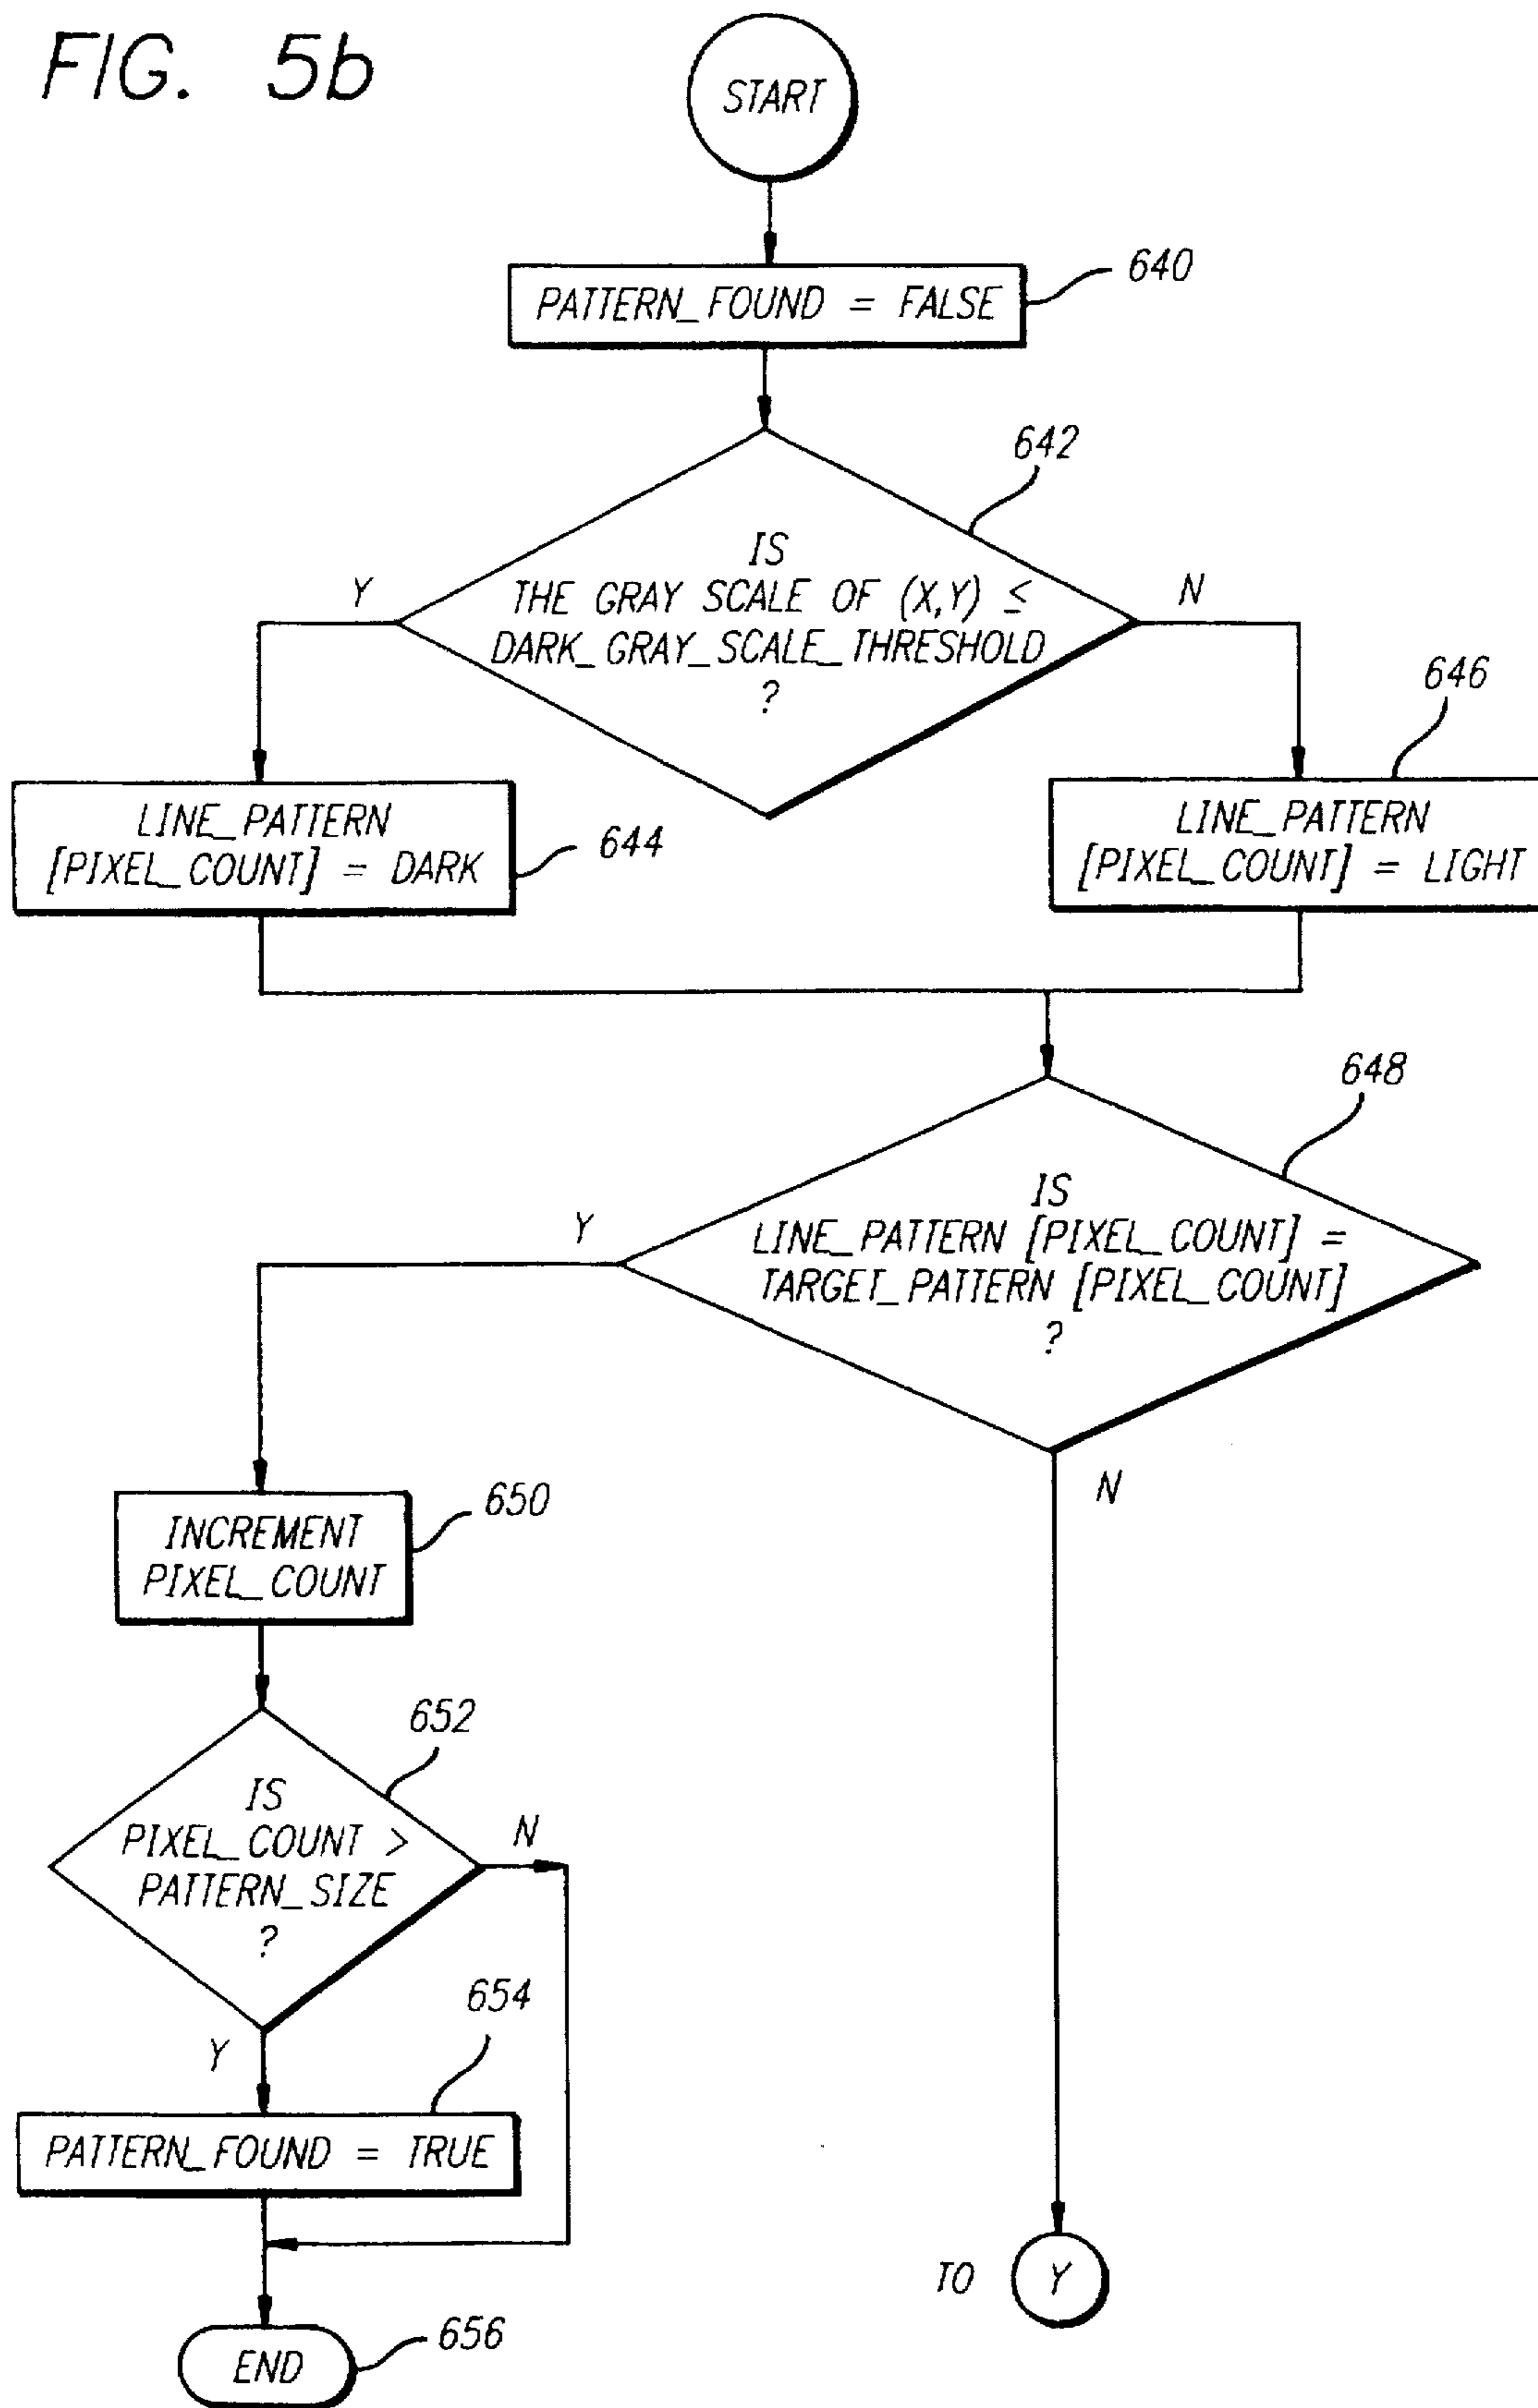 FIG. 5b
START
640
PATTERN_FOUND = FALSE
642
IS
THE GRAY SCALE OF (X,Y) ≤
DARK_GRAY_SCALE_THRESHOLD
?
Y
N
646
LINE_PATTERN
[PIXEL_COUNT] = DARK
644
LINE_PATTERN
[PIXEL_COUNT] = LIGHT
648
IS
LINE_PATTERN [PIXEL_COUNT] =
TARGET_PATTERN [PIXEL_COUNT]
?
Y
N
650
INCREMENT
PIXEL_COUNT
652
IS
PIXEL_COUNT >
PATTERN_SIZE
?
N
Y
654
PATTERN_FOUND = TRUE
TO Y
656
END